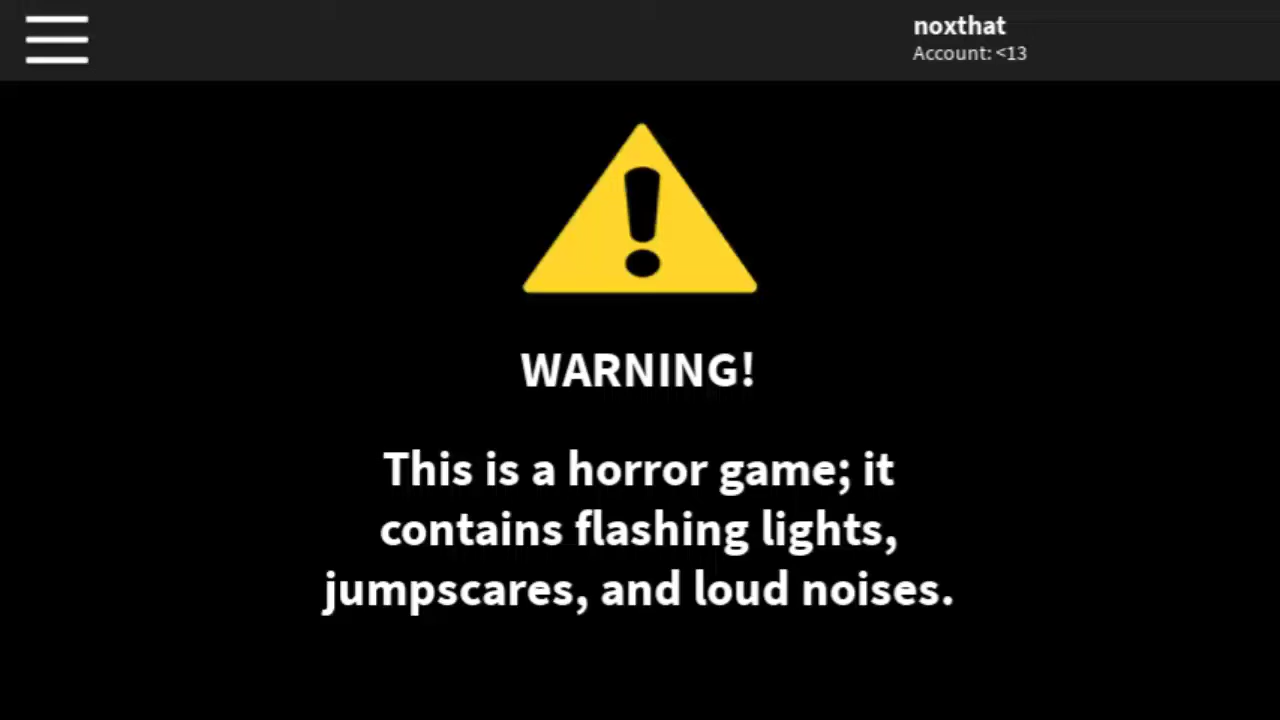 noxthat
Account: <13
WARNING!
This is a horror game; it
contains flashing lights,
jumpscares, and loud noises.